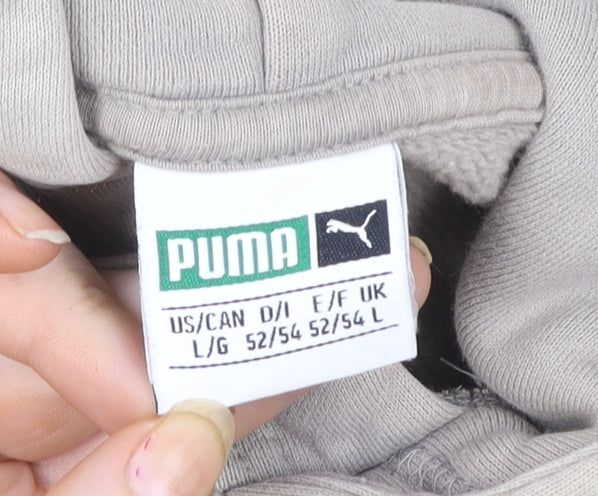 PUMA
US/CAN D/I E/F UK
L/G 52/54 52/54 L